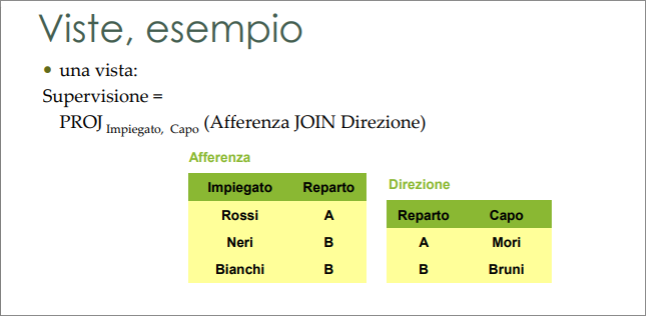 Viste, esempio
• una vista:
Supervisione =
PROJ Impiegato, Capo (Afferenza JOIN Direzione)
Afferenza
Impiegato Reparto
Rossi A
Neri B
Bianchi B
Direzione
Reparto Capo
A Mori
B Bruni